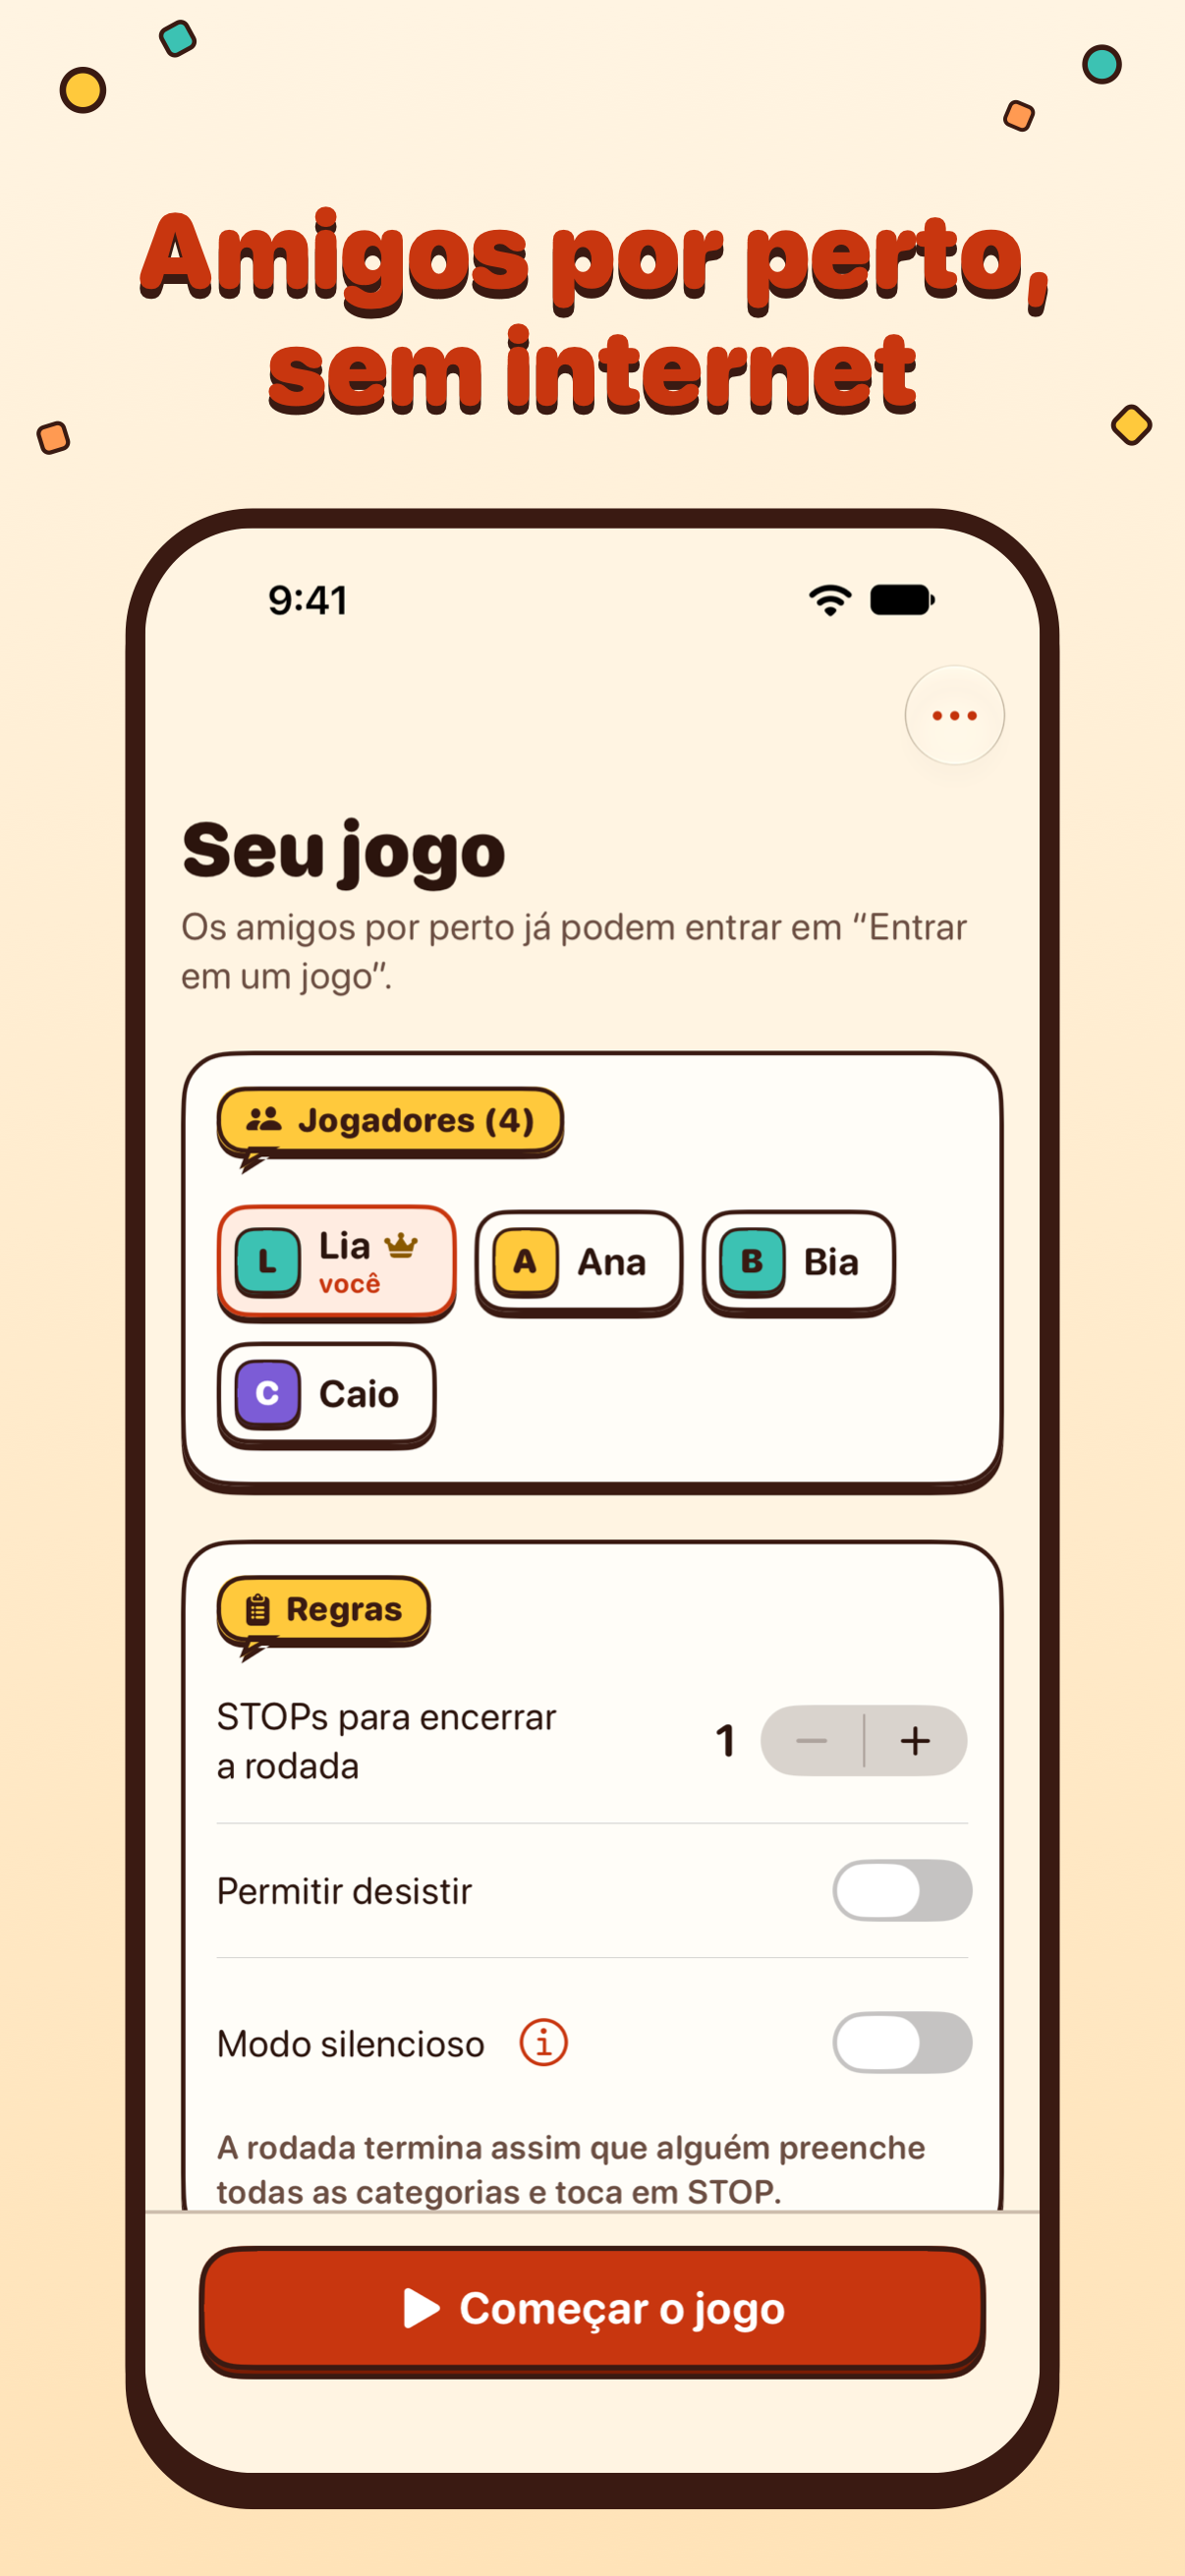 Amigos por perto,
sem internet
9:41
Seu jogo
Os amigos por perto já podem entrar em “Entrar
em um jogo”.
Jogadores (4)
L Lia
você
A Ana
B Bia
C Caio
Regras
STOPs para encerrar
a rodada
1 − +
Permitir desistir
Modo silencioso i
A rodada termina assim que alguém preenche
todas as categorias e toca em STOP.
Começar o jogo